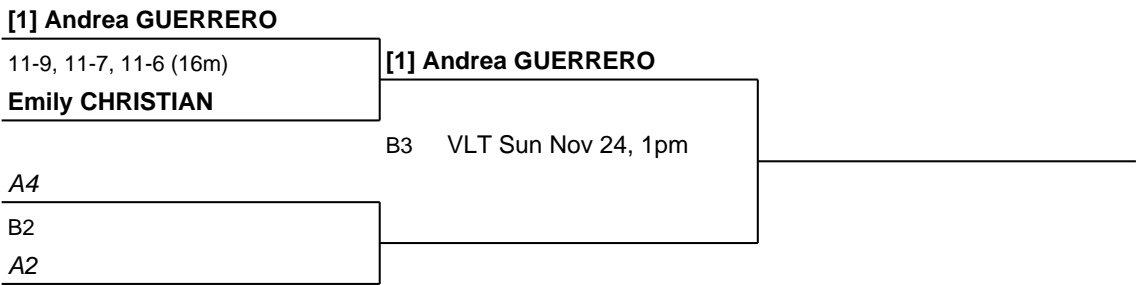 [1] Andrea GUERRERO
11-9, 11-7, 11-6 (16m)
[1] Andrea GUERRERO
Emily CHRISTIAN
B3 VLT Sun Nov 24, 1pm
A4
B2
A2